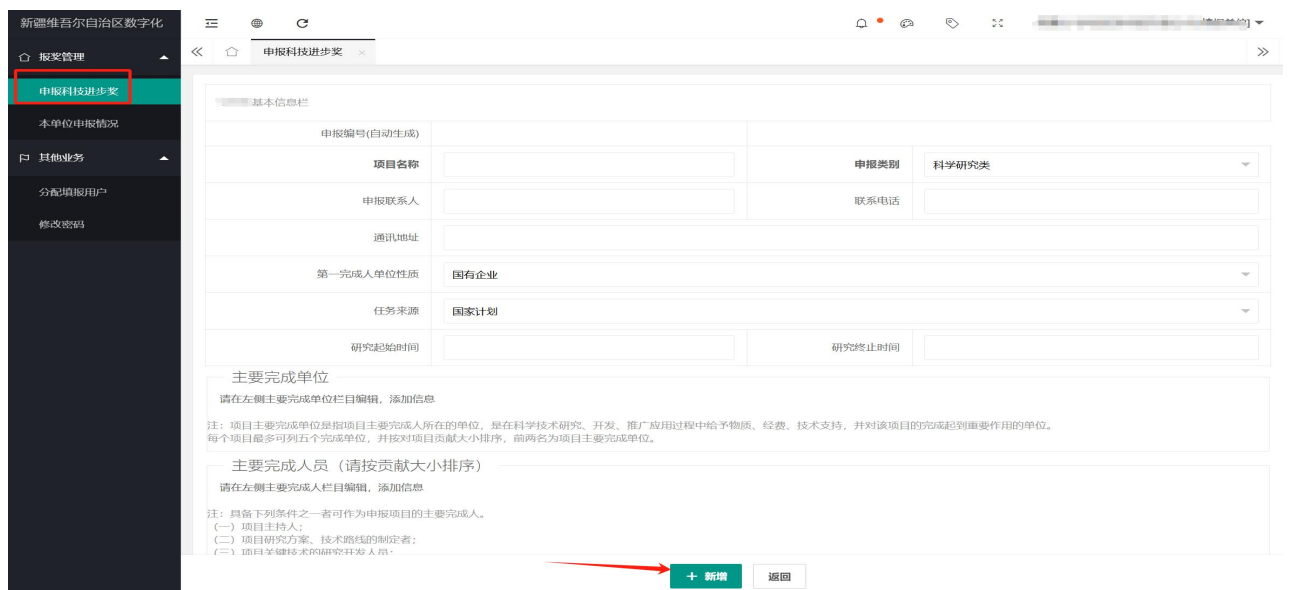 新疆维吾尔自治区数字化
报奖管理
申报科技进步奖
本单位申报情况
其他业务
分配填报用户
修改密码
申报科技进步奖 ×
基本信息栏
申报编号(自动生成)
项目名称 申报类别 科学研究类
申报联系人 联系电话
通讯地址
第一完成人单位性质 国有企业
任务来源 国家计划
研究起始时间 研究终止时间
主要完成单位
请在左侧主要完成单位栏目编辑，添加信息
注：项目主要完成单位是指项目主要完成人所在的单位，是在科学技术研究、开发、推广应用过程中给予物质、经费、技术支持，并对该项目的完成起到重要作用的单位。
每个项目最多可列五个完成单位，并按对项目贡献大小排序，前两名为项目主要完成单位。
主要完成人员（请按贡献大小排序）
请在左侧主要完成人栏目编辑，添加信息
注：具备下列条件之一者可作为申报项目的主要完成人。
（一）项目主持人；
（二）项目研究方案、技术路线的制定者；
（三）项目关键技术的研究开发人员；
+ 新增 返回